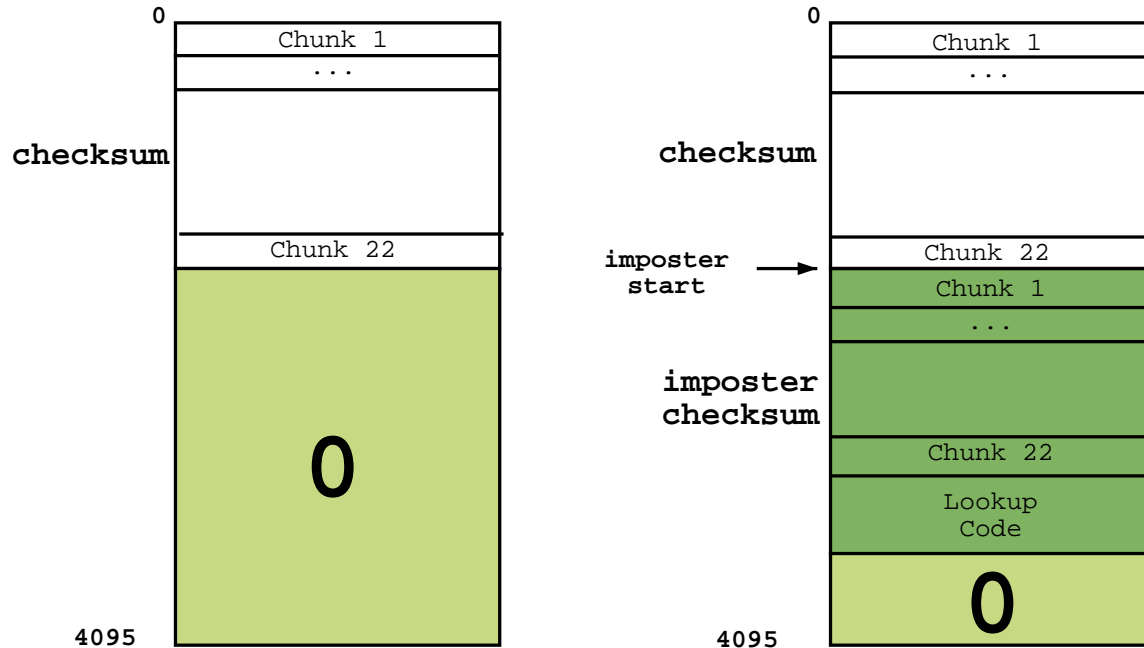 0
Chunk 1
...
checksum
Chunk 22
0
4095
0
Chunk 1
...
checksum
Chunk 22
imposter
start
Chunk 1
...
imposter
checksum
Chunk 22
Lookup
Code
0
4095